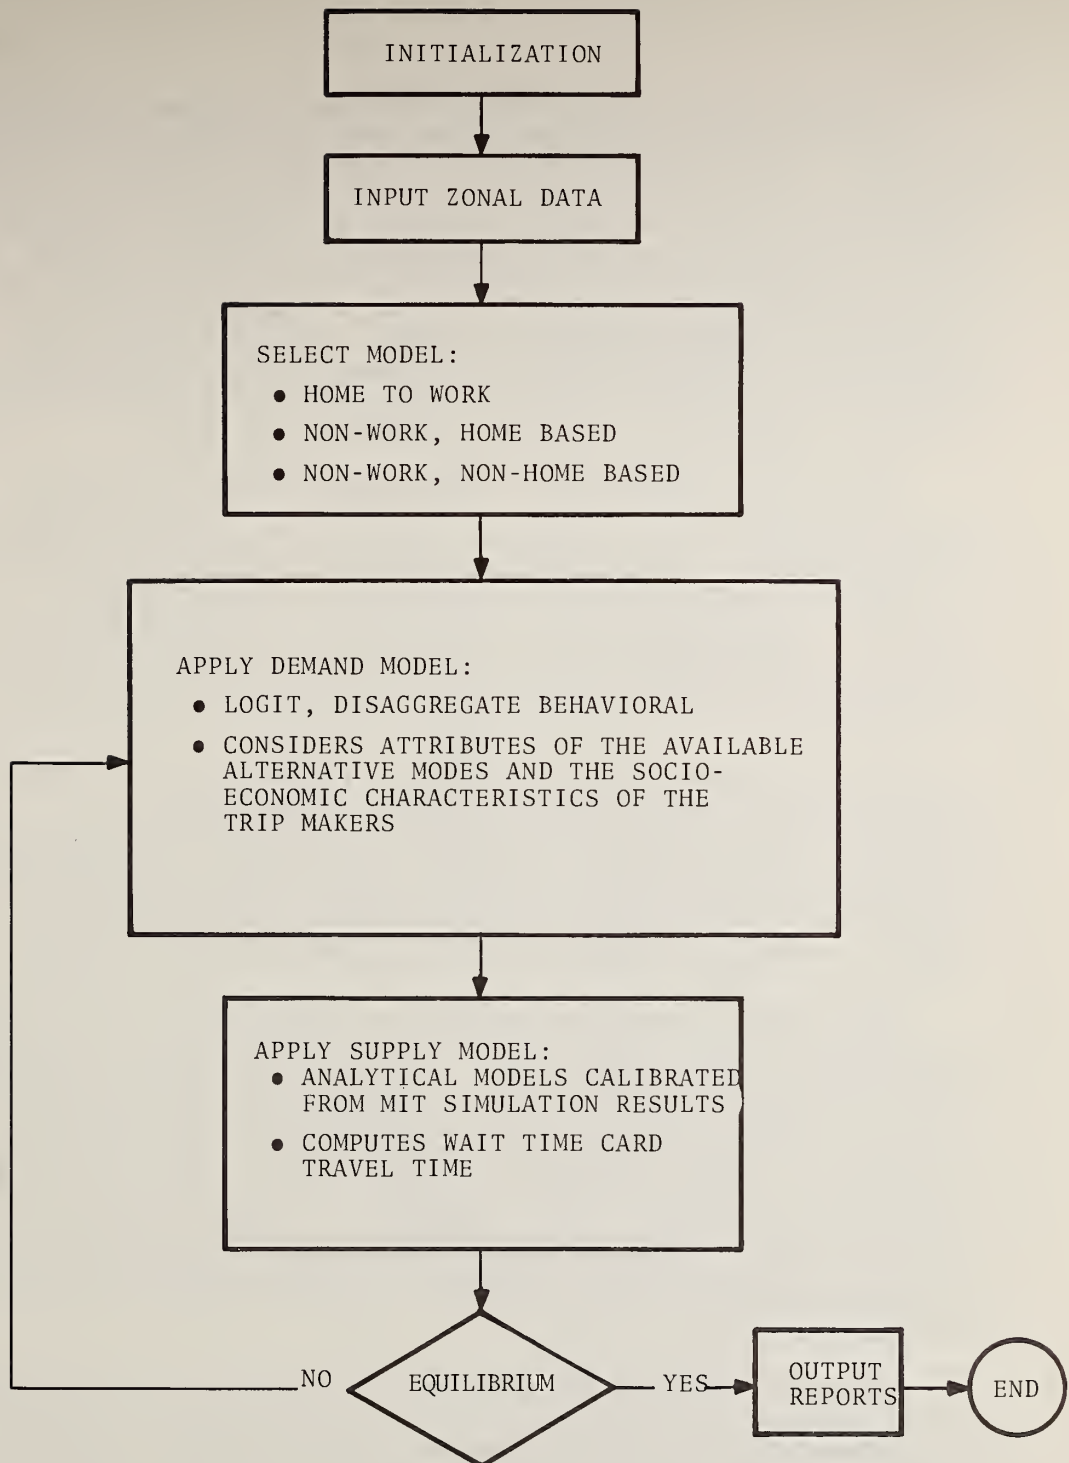 INITIALIZATION
INPUT ZONAL DATA
SELECT MODEL:
• HOME TO WORK
• NON-WORK, HOME BASED
• NON-WORK, NON-HOME BASED
APPLY DEMAND MODEL:
• LOGIT, DISAGGREGATE BEHAVIORAL
• CONSIDERS ATTRIBUTES OF THE AVAILABLE
ALTERNATIVE MODES AND THE SOCIO-
ECONOMIC CHARACTERISTICS OF THE
TRIP MAKERS
APPLY SUPPLY MODEL:
• ANALYTICAL MODELS CALIBRATED
FROM MIT SIMULATION RESULTS
• COMPUTES WAIT TIME CARD
TRAVEL TIME
NO
EQUILIBRIUM
YES
OUTPUT
REPORTS
END